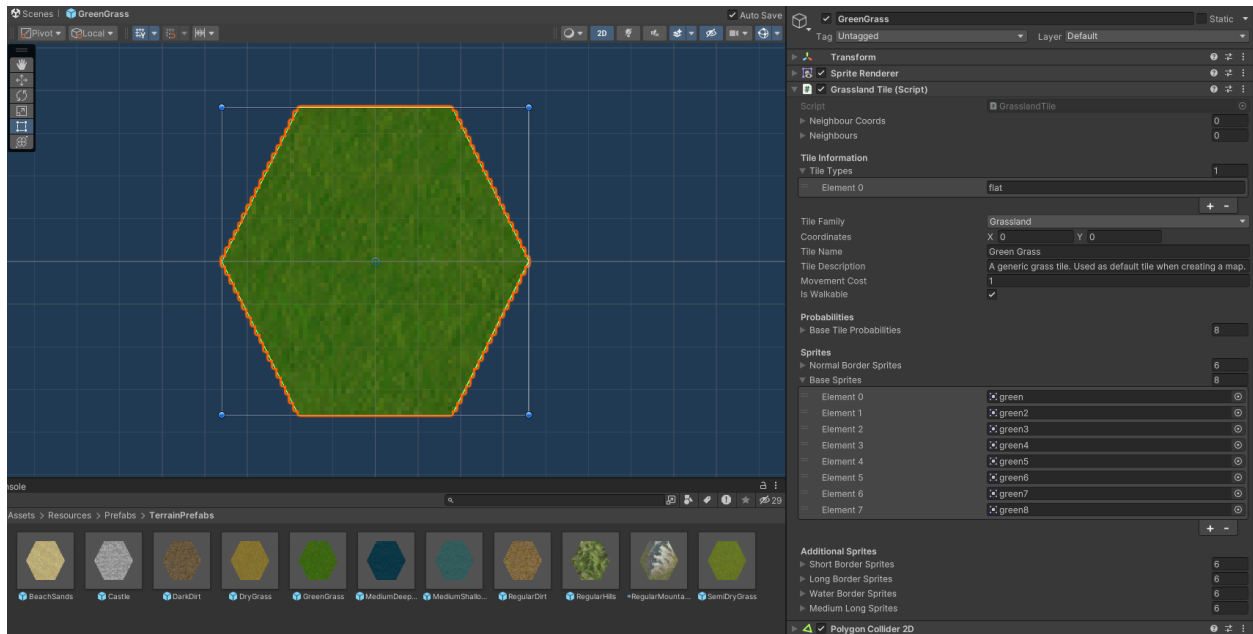 Scenes | GreenGrass
Auto Save
Pivot Local 2D
nsole
29
Assets > Resources > Prefabs > TerrainPrefabs
BeachSands Castle DarkDirt DryGrass GreenGrass MediumDeep... MediumShallo... RegularDirt RegularHills RegularMounta... SemiDryGrass
GreenGrass Static
Tag Untagged Layer Default
Transform
Sprite Renderer
Grassland Tile (Script)
Script GrasslandTile
Neighbour Coords 0
Neighbours 0
Tile Information
Tile Types 1
Element 0 flat
+ -
Tile Family Grassland
Coordinates X 0 Y 0
Tile Name Green Grass
Tile Description A generic grass tile. Used as default tile when creating a map.
Movement Cost 1
Is Walkable
Probabilities
Base Tile Probabilities 8
Sprites
Normal Border Sprites 6
Base Sprites 8
Element 0 green
Element 1 green2
Element 2 green3
Element 3 green4
Element 4 green5
Element 5 green6
Element 6 green7
Element 7 green8
+ -
Additional Sprites
Short Border Sprites 6
Long Border Sprites 6
Water Border Sprites 6
Medium Long Sprites 6
Polygon Collider 2D